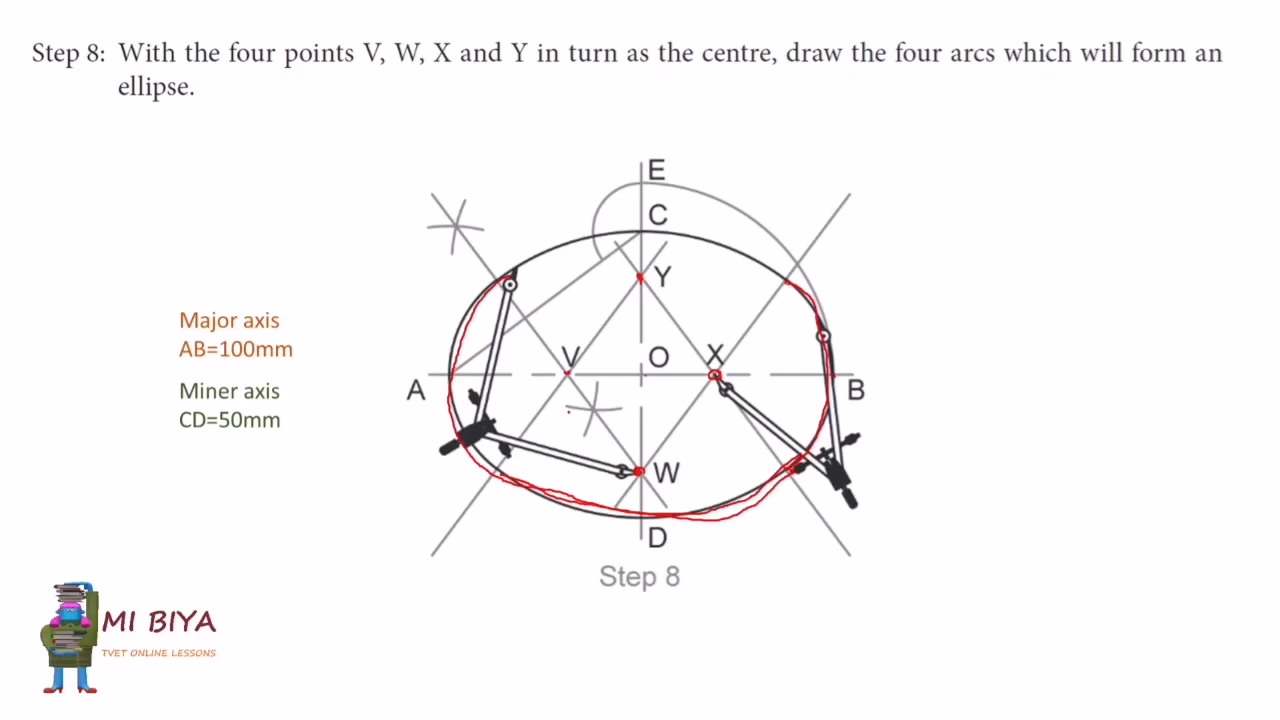 Step 8: With the four points V, W, X and Y in turn as the centre, draw the four arcs which will form an
ellipse.
E
C
Y
Major axis
AB=100mm
V
O
X
A
B
Miner axis
CD=50mm
W
D
Step 8
MI BIYA
TVET ONLINE LESSONS